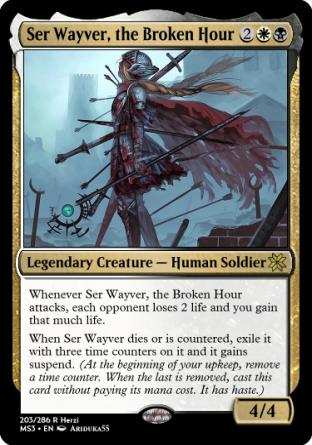 Ser Wayver, the Broken Hour 2
Legendary Creature — Human Soldier
Whenever Ser Wayver, the Broken Hour
attacks, each opponent loses 2 life and you gain
that much life.
When Ser Wayver dies or is countered, exile it
with three time counters on it and it gains
suspend. (At the beginning of your upkeep, remove
a time counter. When the last is removed, cast this
card without paying its mana cost. It has haste.)
4/4
203/286 R Herzi
MS3 • EN Ariduka55